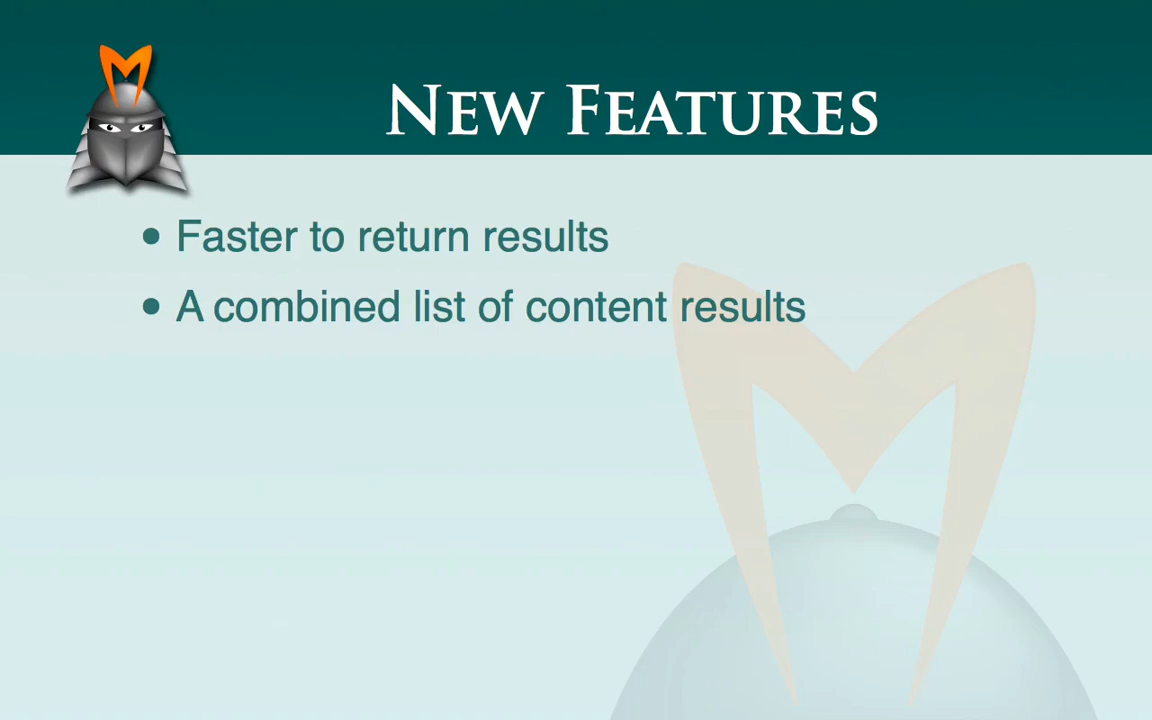 New Features
• Faster to return results
• A combined list of content results